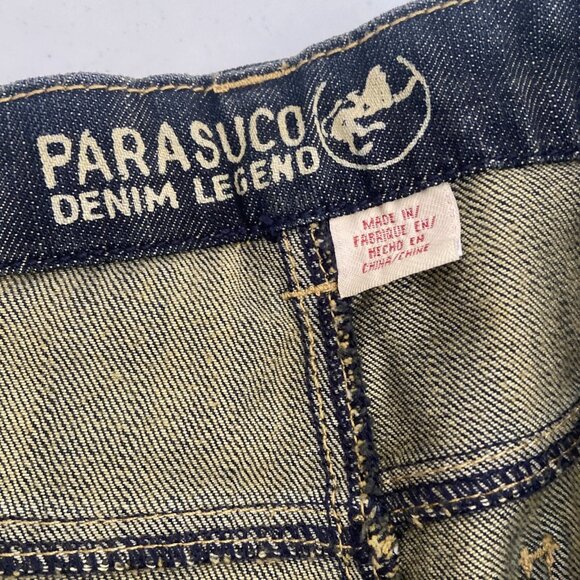 PARASUCO
DENIM LEGEND
MADE IN/
FABRIQUE EN/
HECHO EN
CHINA/CHINE